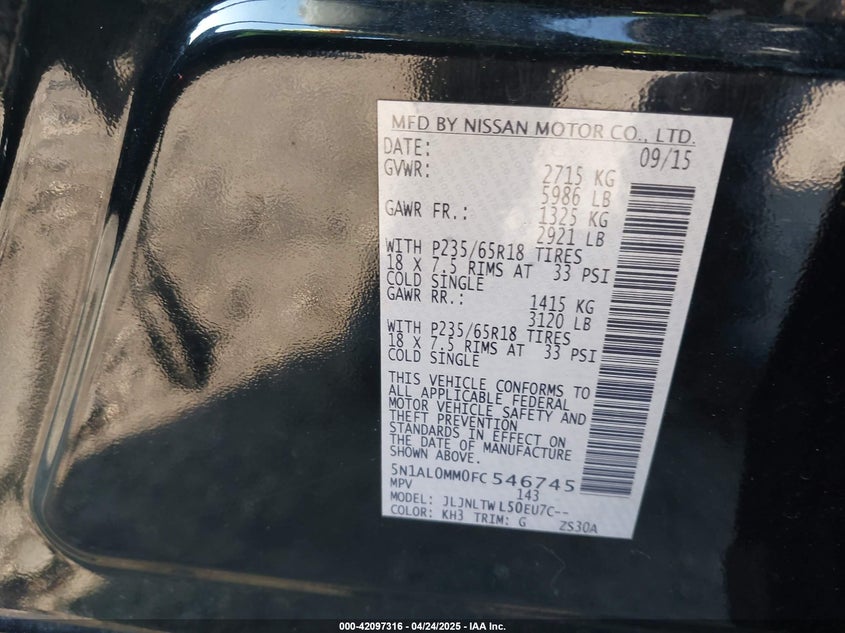 MFD BY NISSAN MOTOR CO., LTD.
DATE: 09/15
GVWR: 2715 KG
5986 LB
GAWR FR.: 1325 KG
2921 LB
WITH P235/65R18 TIRES
18 X 7.5 RIMS AT 33 PSI
COLD SINGLE
GAWR RR.: 1415 KG
3120 LB
WITH P235/65R18 TIRES
18 X 7.5 RIMS AT 33 PSI
COLD SINGLE
THIS VEHICLE CONFORMS TO
ALL APPLICABLE FEDERAL
MOTOR VEHICLE SAFETY AND
THEFT PREVENTION
STANDARDS IN EFFECT ON
THE DATE OF MANUFACTURE
SHOWN ABOVE.
5N1AL0MM0FC546745
MPV 143
MODEL: JLJNLTWL50EU7C--
COLOR: KH3 TRIM: G ZS30A
000-42097316 - 04/24/2025 - IAA Inc.